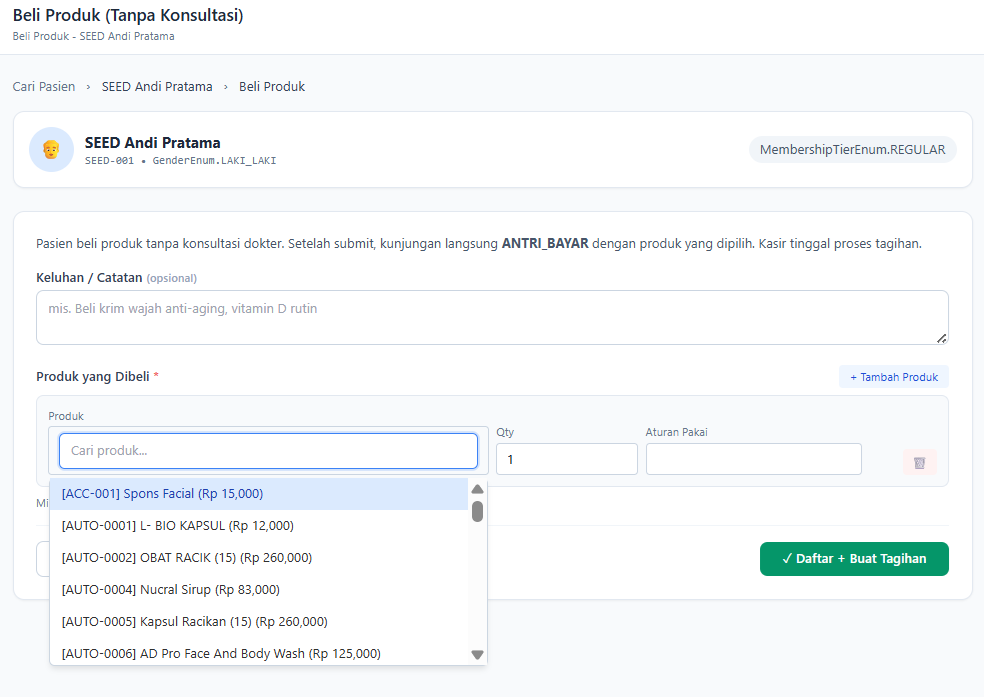 Beli Produk (Tanpa Konsultasi)
Beli Produk - SEED Andi Pratama
Cari Pasien › SEED Andi Pratama › Beli Produk
SEED Andi Pratama
SEED-001 • GenderEnum.LAKI_LAKI
MembershipTierEnum.REGULAR
Pasien beli produk tanpa konsultasi dokter. Setelah submit, kunjungan langsung ANTRI_BAYAR dengan produk yang dipilih. Kasir tinggal proses tagihan.
Keluhan / Catatan (opsional)
mis. Beli krim wajah anti-aging, vitamin D rutin
Produk yang Dibeli *
+ Tambah Produk
Produk
Qty
Aturan Pakai
Cari produk...
1
[ACC-001] Spons Facial (Rp 15,000)
[AUTO-0001] L- BIO KAPSUL (Rp 12,000)
[AUTO-0002] OBAT RACIK (15) (Rp 260,000)
[AUTO-0004] Nucral Sirup (Rp 83,000)
[AUTO-0005] Kapsul Racikan (15) (Rp 260,000)
[AUTO-0006] AD Pro Face And Body Wash (Rp 125,000)
✓ Daftar + Buat Tagihan